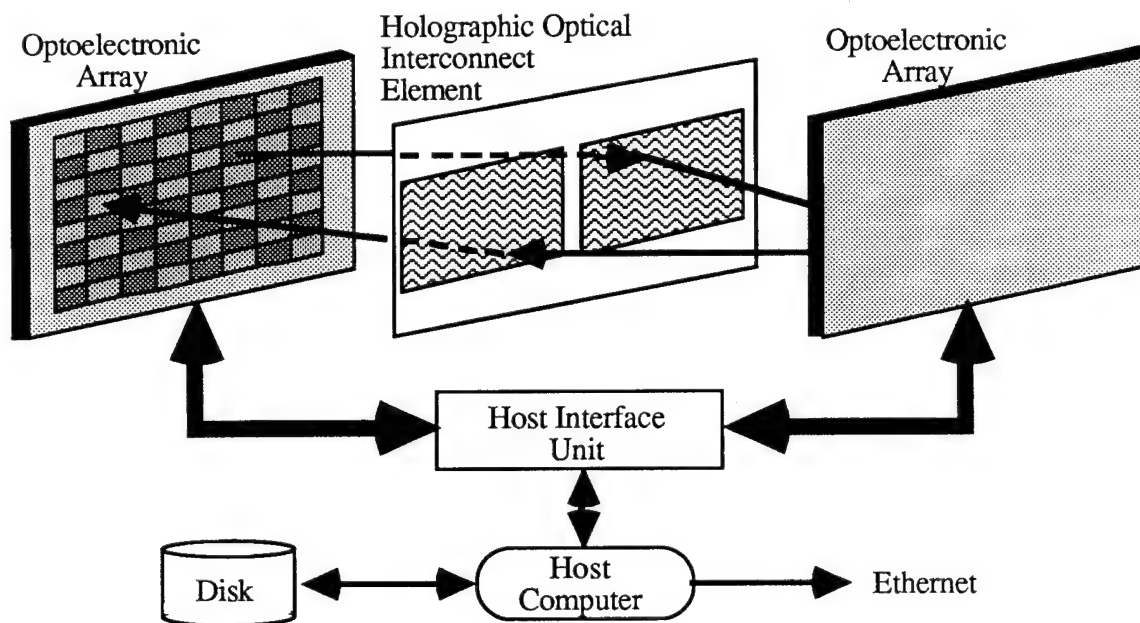 Optoelectronic
Array
Holographic Optical
Interconnect
Element
Optoelectronic
Array
Host Interface
Unit
Disk
Host
Computer
Ethernet